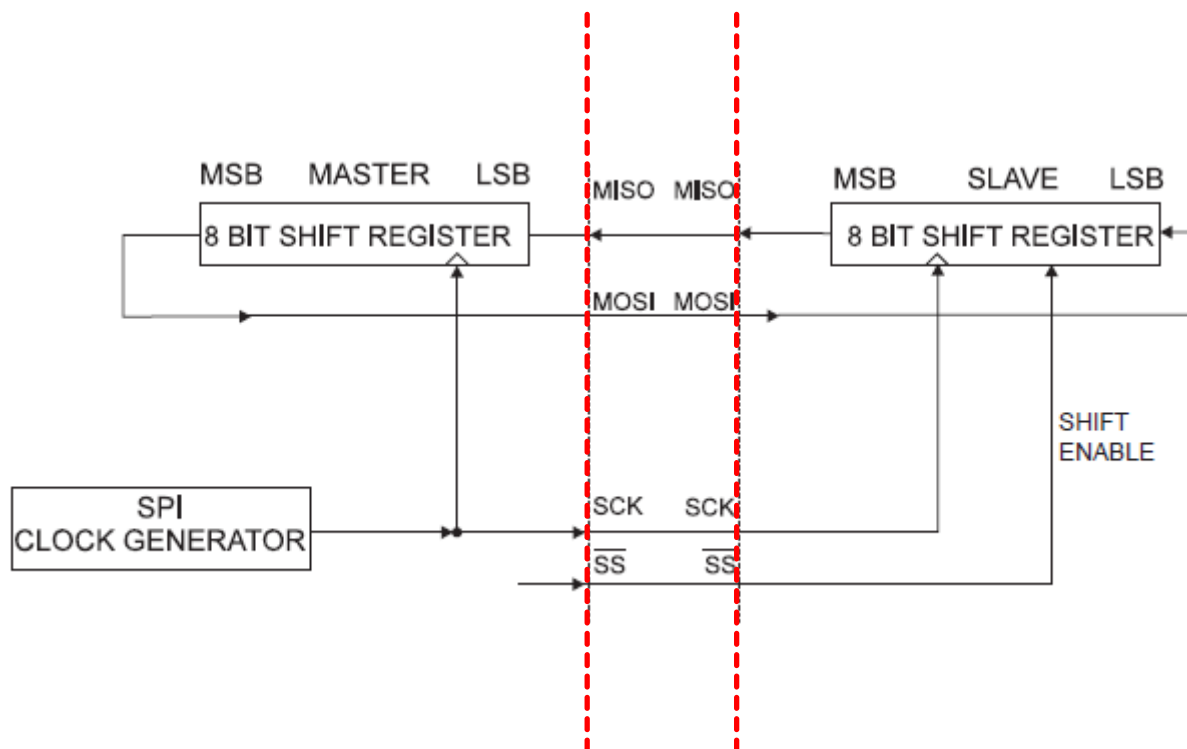 MSB MASTER LSB
MISO MISO
MSB SLAVE LSB
8 BIT SHIFT REGISTER
8 BIT SHIFT REGISTER
MOSI MOSI
SHIFT
ENABLE
SPI
CLOCK GENERATOR
SCK SCK
SS SS